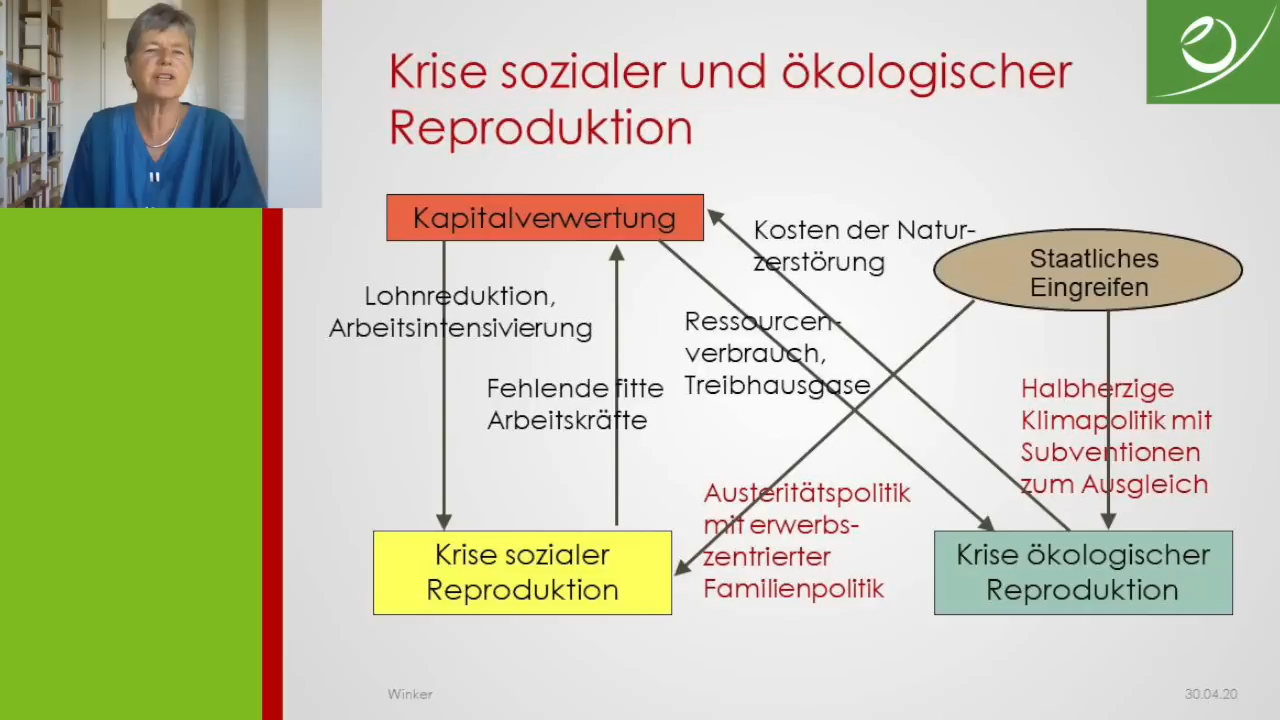 Krise sozialer und ökologischer
Reproduktion
Kapitalverwertung
Kosten der Natur-
zerstörung
Staatliches
Eingreifen
Lohnreduktion,
Arbeitsintensivierung
Ressourcen-
verbrauch,
Treibhausgase
Fehlende fitte
Arbeitskräfte
Halbherzige
Klimapolitik mit
Subventionen
zum Ausgleich
Austeritätspolitik
mit erwerbs-
zentrierter
Familienpolitik
Krise sozialer
Reproduktion
Krise ökologischer
Reproduktion
Winker
30.04.20